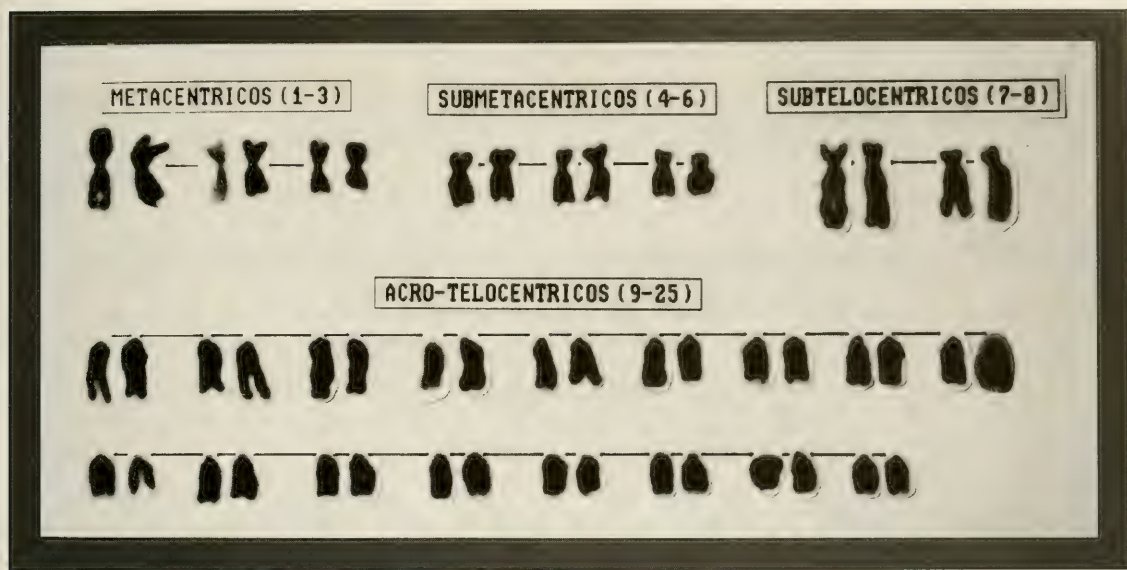 METACENTRICOS (1-3)
SUBMETACENTRICOS (4-6)
SUBTELOCENTRICOS (7-8)
ACRO-TELOCENTRICOS (9-25)